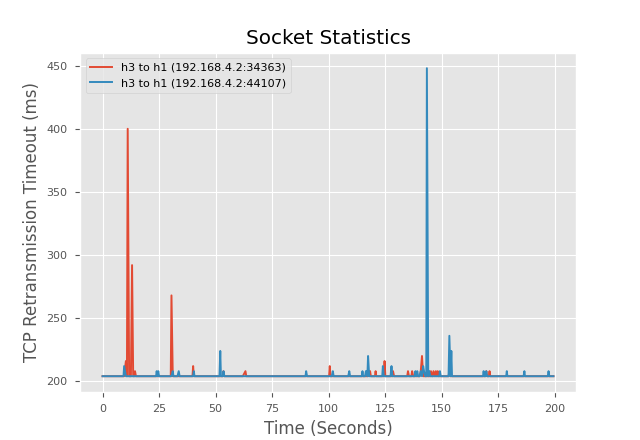 Socket Statistics
h3 to h1 (192.168.4.2:34363)
h3 to h1 (192.168.4.2:44107)
TCP Retransmission Timeout (ms)
450
400
350
300
250
200
0 25 50 75 100 125 150 175 200
Time (Seconds)